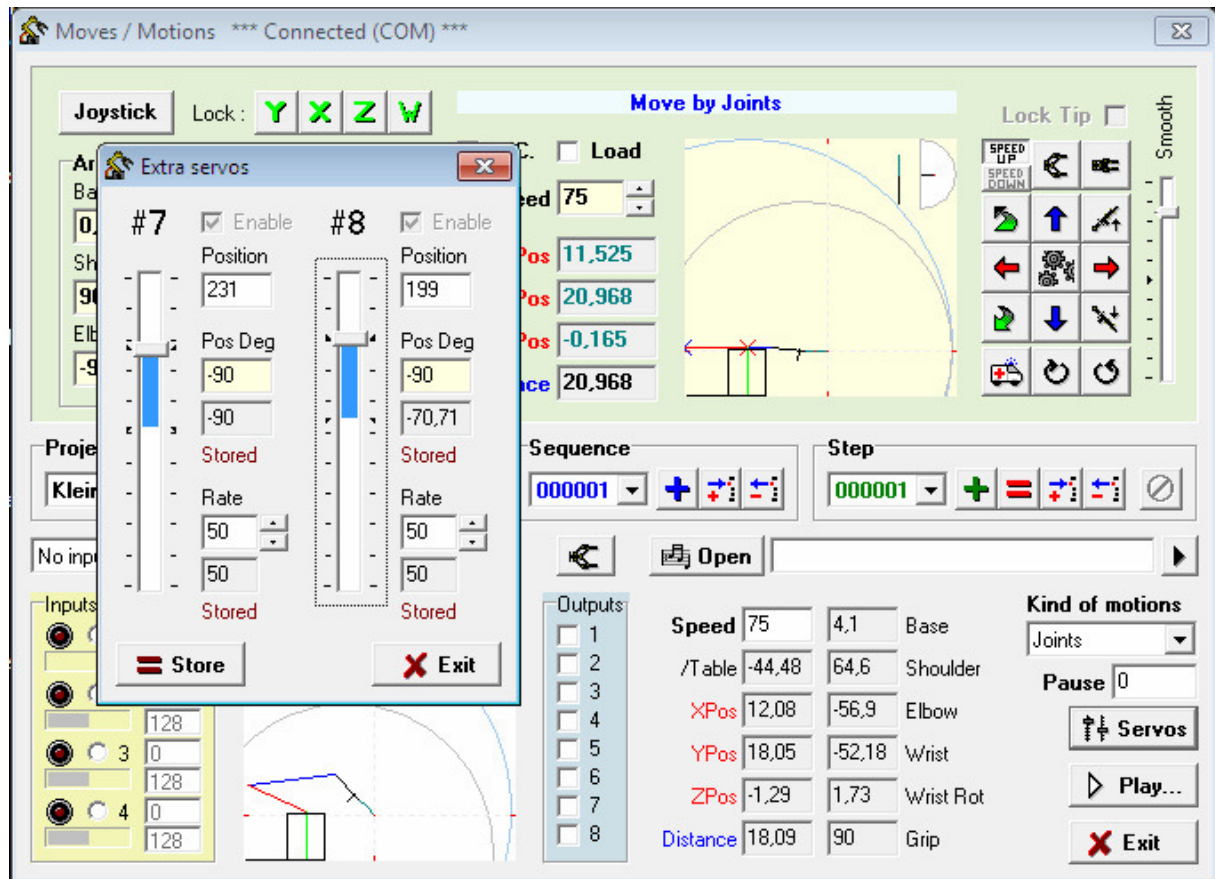 Moves / Motions *** Connected (COM) ***
Joystick Lock : Y X Z W
Move by Joints
Lock Tip
Smooth
Load
75
SPEED UP
SPEED DOWN
11,525
20,968
-0,165
20,968
Extra servos
#7 Enable #8 Enable
Position Position
231 199
Pos Deg Pos Deg
-90 -90
-90 -70,71
Stored Stored
Rate Rate
50 50
50 50
Stored Stored
Store Exit
Sequence
000001
Step
000001
Open
Inputs
128
3 0
128
4 0
128
Outputs
1
2
3
4
5
6
7
8
Speed 75 4,1 Base
/Table -44,48 64,6 Shoulder
XPos 12,08 -56,9 Elbow
YPos 18,05 -52,18 Wrist
ZPos -1,29 1,73 Wrist Rot
Distance 18,09 90 Grip
Kind of motions
Joints
Pause 0
Servos
Play...
Exit